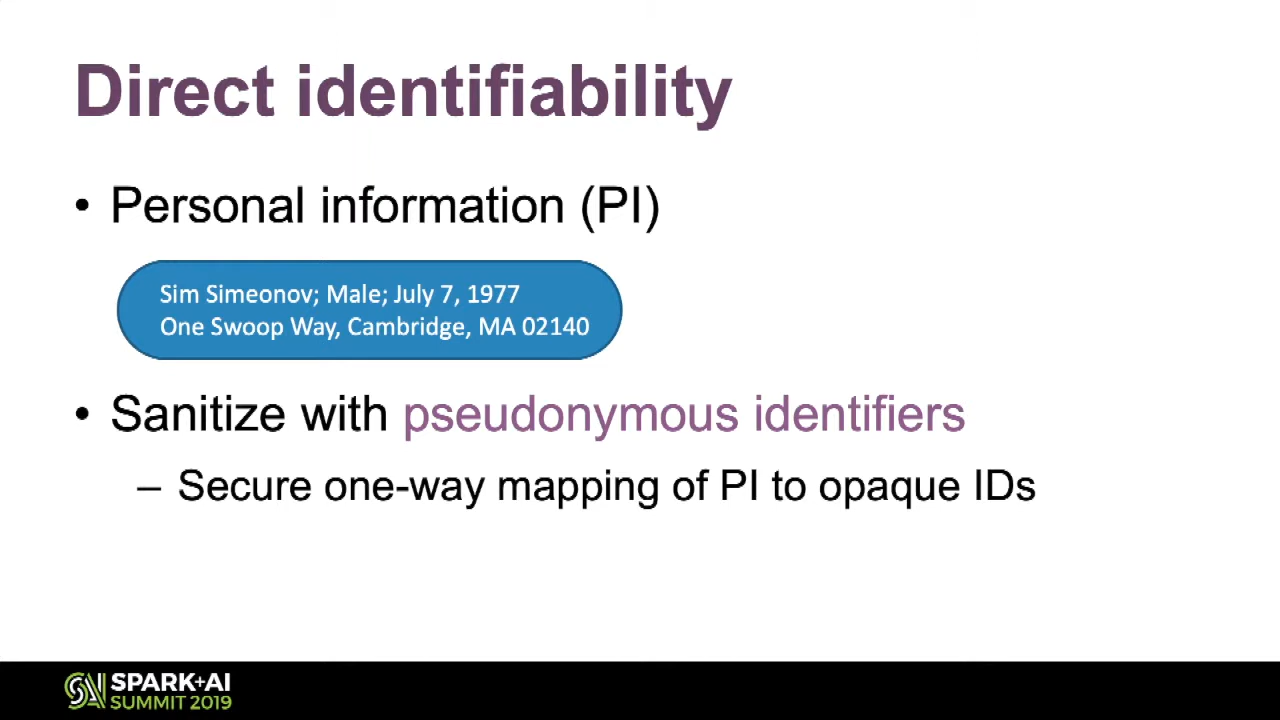 Direct identifiability
• Personal information (PI)
Sim Simeonov; Male; July 7, 1977
One Swoop Way, Cambridge, MA 02140
• Sanitize with pseudonymous identifiers
– Secure one-way mapping of PI to opaque IDs
SPARK+AI
SUMMIT 2019